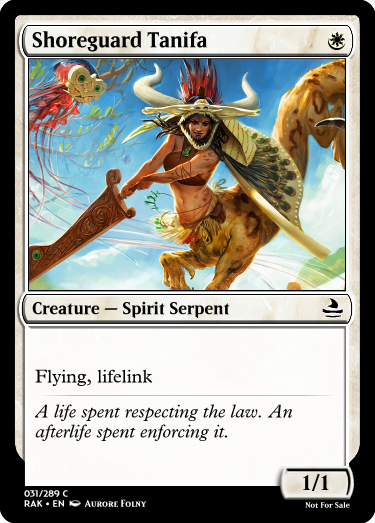 Shoreguard Tanifa
Creature — Spirit Serpent
Flying, lifelink
A life spent respecting the law. An
afterlife spent enforcing it.
1/1
031/289 C
RAK • EN Aurore Folny
Not For Sale